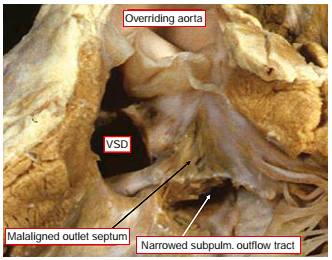 Overriding aorta
VSD
Malaligned outlet septum
Narrowed subpulm. outflow tract